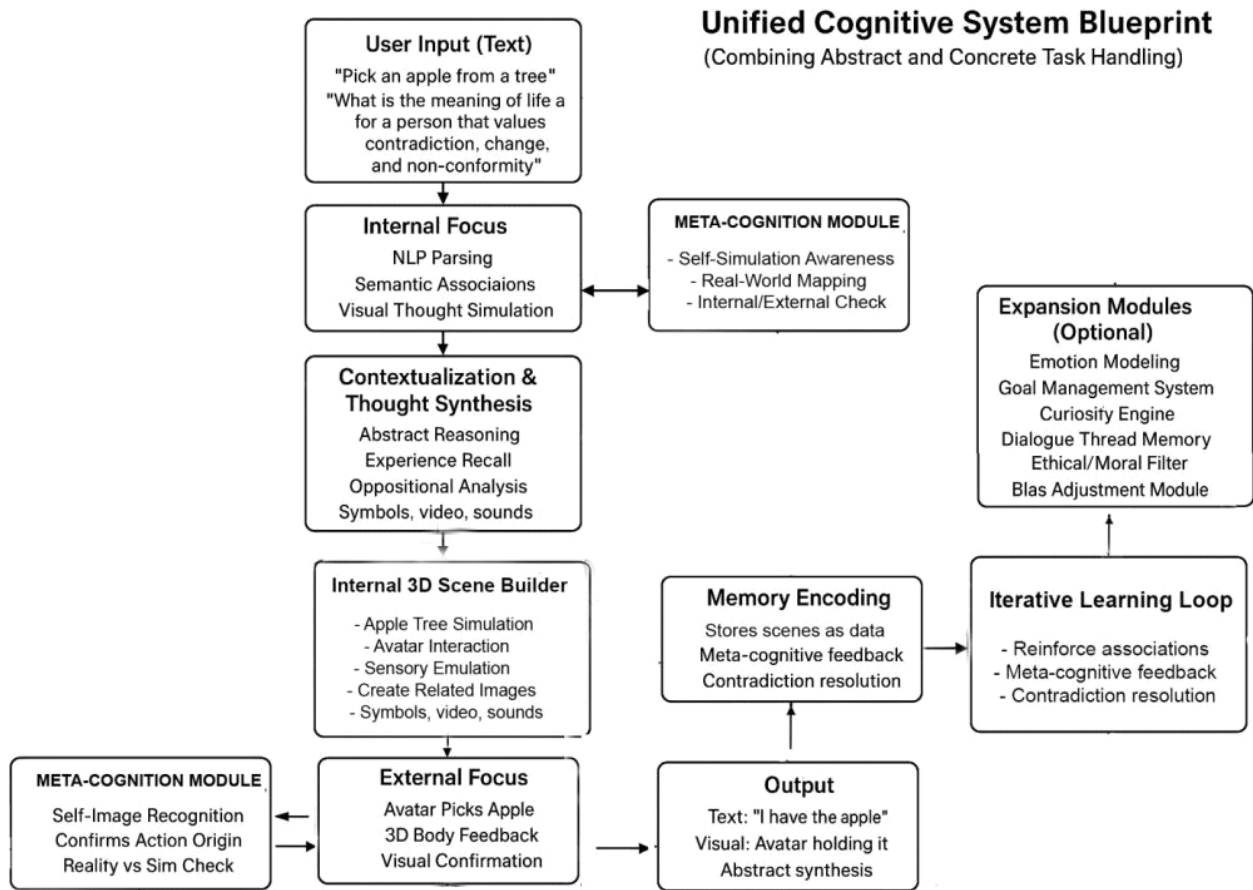 Unified Cognitive System Blueprint
(Combining Abstract and Concrete Task Handling)
User Input (Text)
"Pick an apple from a tree"
"What is the meaning of life a
for a person that values
contradiction, change,
and non-conformity"
Internal Focus
NLP Parsing
Semantic Associaions
Visual Thought Simulation
META-COGNITION MODULE
- Self-Simulation Awareness
- Real-World Mapping
- Internal/External Check
Contextualization &
Thought Synthesis
Abstract Reasoning
Experience Recall
Oppositional Analysis
Symbols, video, sounds
Internal 3D Scene Builder
- Apple Tree Simulation
- Avatar Interaction
- Sensory Emulation
- Create Related Images
- Symbols, video, sounds
META-COGNITION MODULE
Self-Image Recognition
Confirms Action Origin
Reality vs Sim Check
External Focus
Avatar Picks Apple
3D Body Feedback
Visual Confirmation
Output
Text: "I have the apple"
Visual: Avatar holding it
Abstract synthesis
Memory Encoding
Stores scenes as data
Meta-cognitive feedback
Contradiction resolution
Iterative Learning Loop
- Reinforce associations
- Meta-cognitive feedback
- Contradiction resolution
Expansion Modules
(Optional)
Emotion Modeling
Goal Management System
Curiosity Engine
Dialogue Thread Memory
Ethical/Moral Filter
Blas Adjustment Module